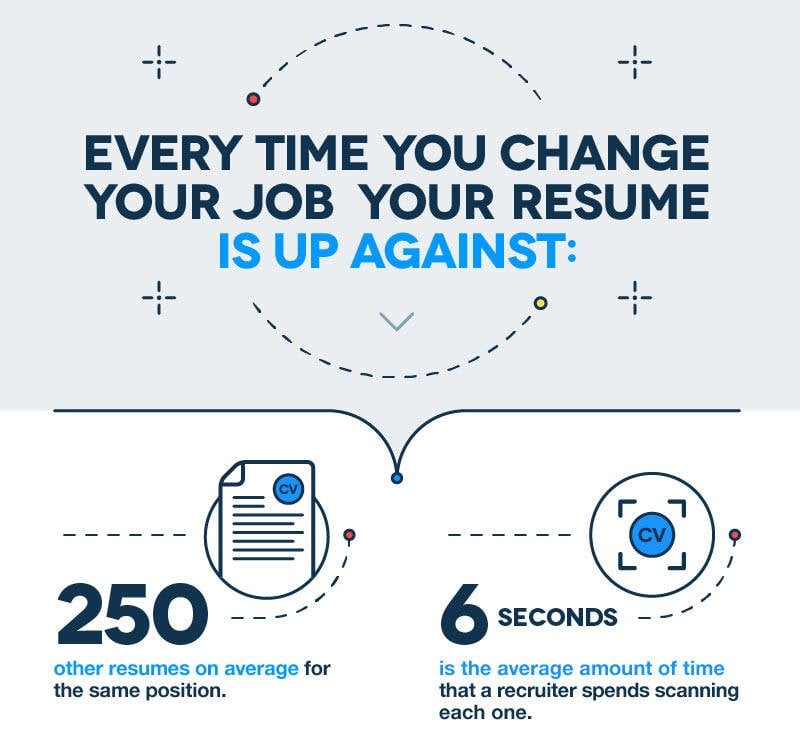 EVERY TIME YOU CHANGE
YOUR JOB YOUR RESUME
IS UP AGAINST:
CV
250
other resumes on average for
the same position.
CV
6 SECONDS
is the average amount of time
that a recruiter spends scanning
each one.